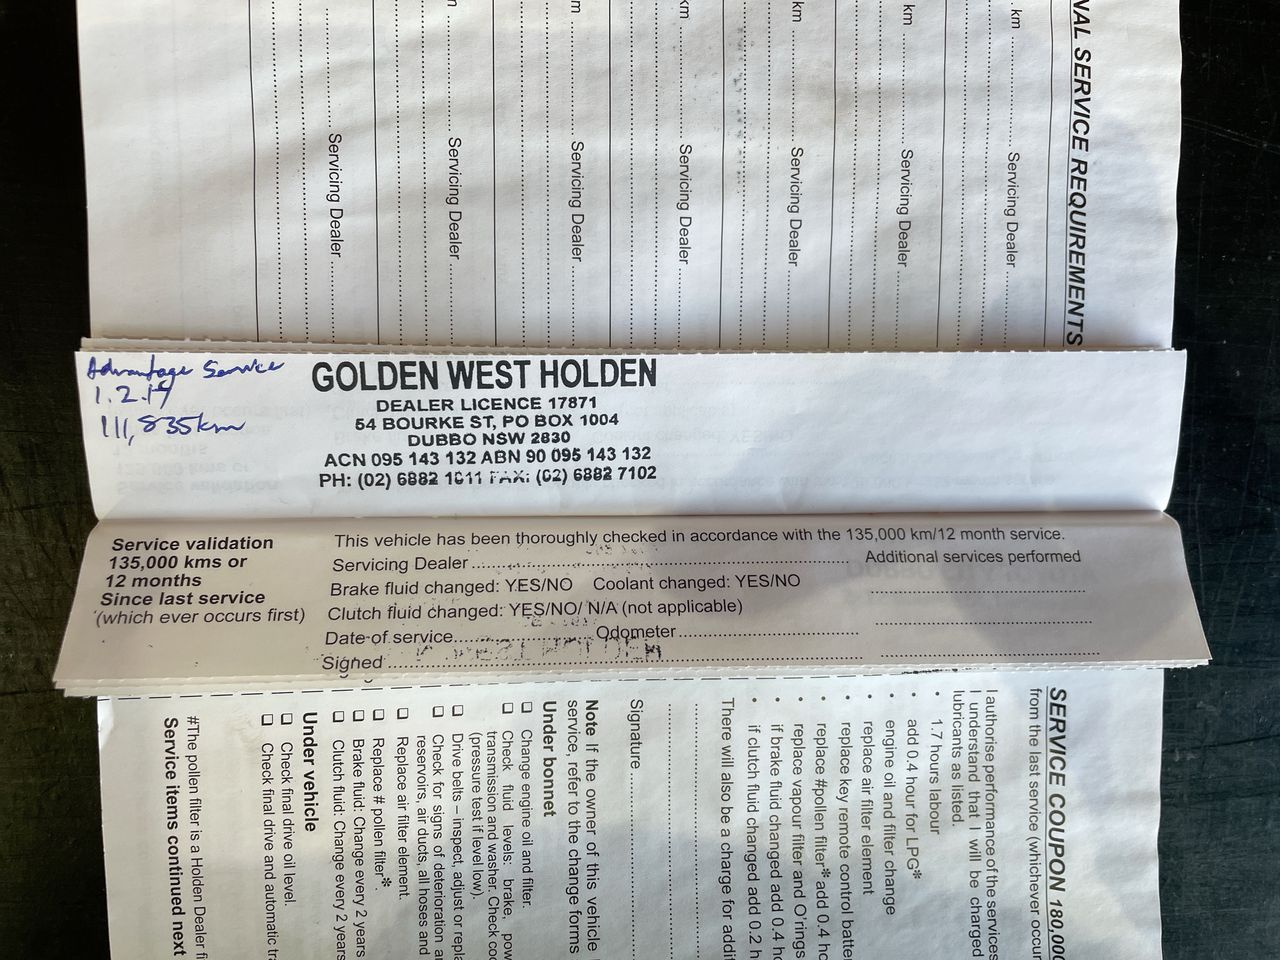 Advantage Service
1.2.14
111,835km
GOLDEN WEST HOLDEN
DEALER LICENCE 17871
54 BOURKE ST, PO BOX 1004
DUBBO NSW 2830
ACN 095 143 132 ABN 90 095 143 132
PH: (02) 6882 1011 FAX: (02) 6882 7102
Service validation
135,000 kms or
12 months
Since last service
(which ever occurs first)
This vehicle has been thoroughly checked in accordance with the 135,000 km/12 month service.
Servicing Dealer
Additional services performed
Brake fluid changed: YES/NO Coolant changed: YES/NO
Clutch fluid changed: YES/NO/ N/A (not applicable)
Date of service Odometer
Signed
NAL SERVICE REQUIREMENTS
km Servicing Dealer
km Servicing Dealer
km Servicing Dealer
km Servicing Dealer
m Servicing Dealer
m Servicing Dealer
Servicing Dealer
SERVICE COUPON 180,000
from the last service (whichever occur
I authorise performance of the services
I understand that I will be charged
lubricants as listed.
• 1.7 hours labour
• add 0.4 hour for LPG*
• engine oil and filter change
• replace air filter element
• replace key remote control batte
• replace #pollen filter* add 0.4 ho
• replace vapour filter and O'rings
• if brake fluid changed add 0.4 h
• if clutch fluid changed add 0.2 h
There will also be a charge for addit
Signature
Note If the owner of this vehicle
service, refer to the change forms
Under bonnet
❑ Change engine oil and filter.
❑ Check fluid levels: brake, pow
transmission and washer. Check coo
(pressure test if level low).
❑ Drive belts – inspect, adjust or repla
❑ Check for signs of deterioration a
reservoirs, air ducts, all hoses and
❑ Replace air filter element.
❑ Replace # pollen filter*.
❑ Brake fluid: Change every 2 years
❑ Clutch fluid: Change every 2 years
Under vehicle
❑ Check final drive oil level.
❑ Check final drive and automatic tra
#The pollen filter is a Holden Dealer fi
Service items continued next